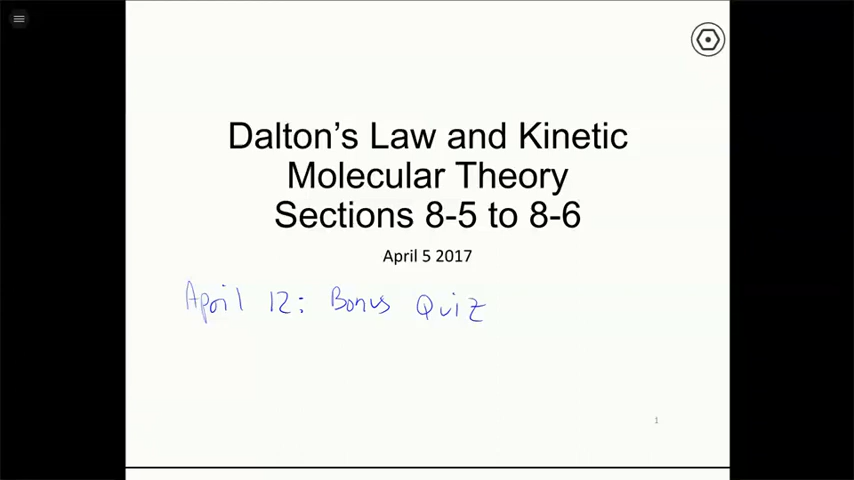 Dalton’s Law and Kinetic
Molecular Theory
Sections 8-5 to 8-6
April 5 2017
April 12: Bonus Quiz
1